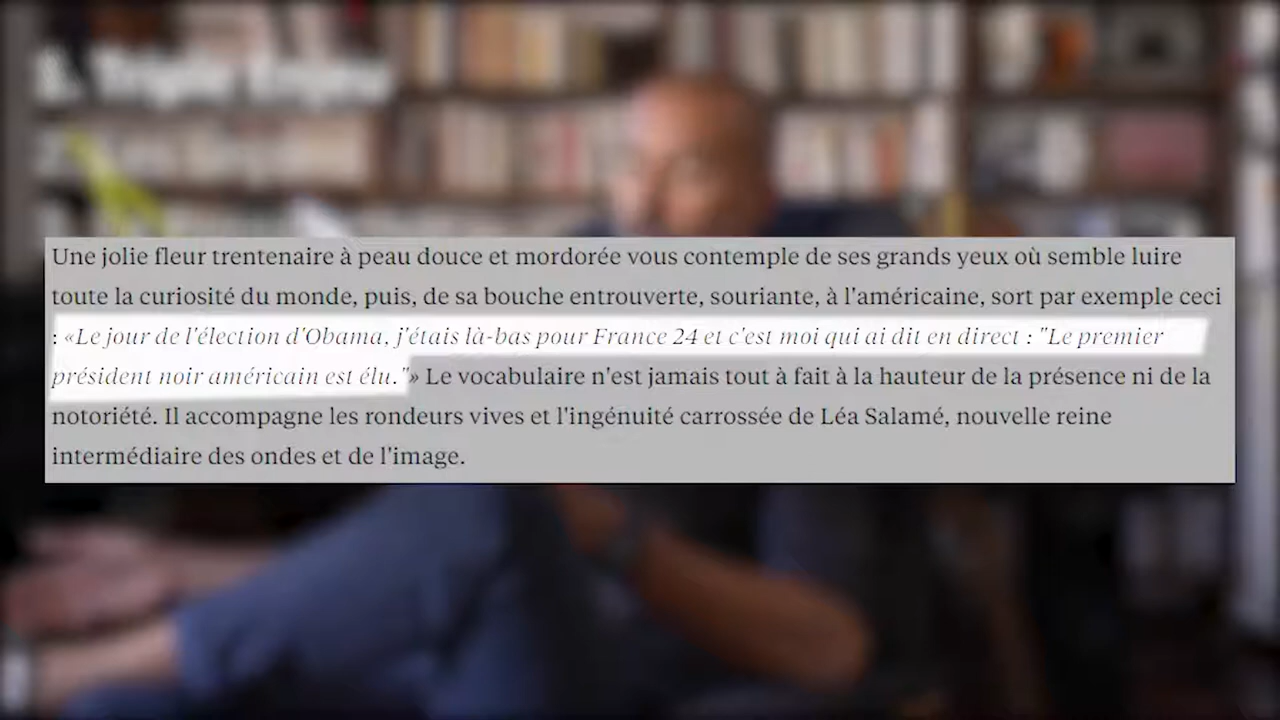 Une jolie fleur trentenaire à peau douce et mordorée vous contemple de ses grands yeux où semble luire
toute la curiosité du monde, puis, de sa bouche entrouverte, souriante, à l'américaine, sort par exemple ceci
: «Le jour de l'élection d'Obama, j'étais là-bas pour France 24 et c'est moi qui ai dit en direct : "Le premier
président noir américain est élu."» Le vocabulaire n'est jamais tout à fait à la hauteur de la présence ni de la
notoriété. Il accompagne les rondeurs vives et l'ingénuité carrossée de Léa Salamé, nouvelle reine
intermédiaire des ondes et de l'image.